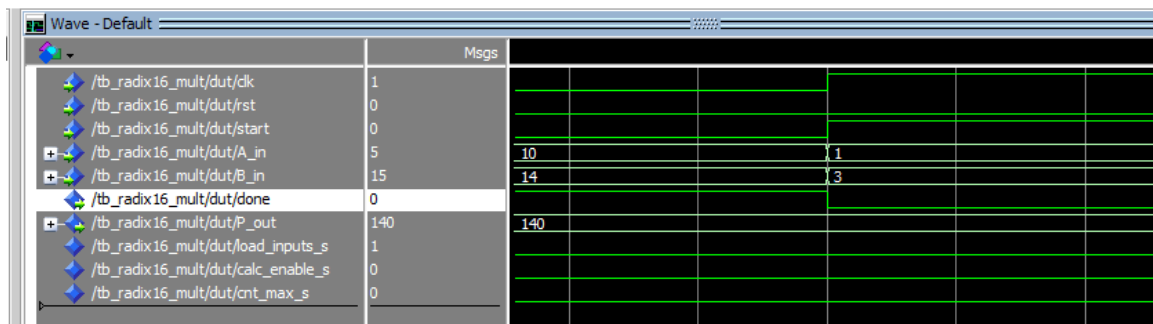 Wave - Default
Msgs
/tb_radix16_mult/dut/clk 1
/tb_radix16_mult/dut/rst 0
/tb_radix16_mult/dut/start 0
/tb_radix16_mult/dut/A_in 5 10 1
/tb_radix16_mult/dut/B_in 15 14 3
/tb_radix16_mult/dut/done 0
/tb_radix16_mult/dut/P_out 140 140
/tb_radix16_mult/dut/load_inputs_s 1
/tb_radix16_mult/dut/calc_enable_s 0
/tb_radix16_mult/dut/cnt_max_s 0